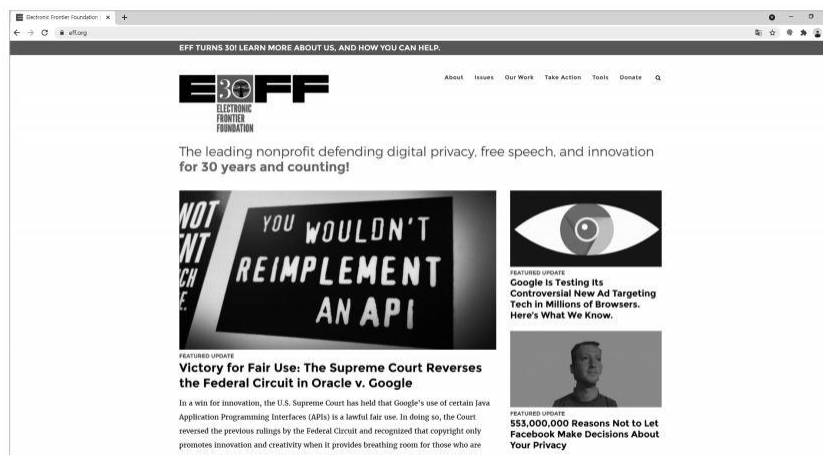 Electronic Frontier Foundation
eff.org
EFF TURNS 30! LEARN MORE ABOUT US, AND HOW YOU CAN HELP.
About Issues Our Work Take Action Tools Donate
EFF
30
ELECTRONIC
FRONTIER
FOUNDATION
The leading nonprofit defending digital privacy, free speech, and innovation
for 30 years and counting!
NOT
YOU WOULDN'T
REIMPLEMENT
AN API
FEATURED UPDATE
Victory for Fair Use: The Supreme Court Reverses
the Federal Circuit in Oracle v. Google
In a win for innovation, the U.S. Supreme Court has held that Google's use of certain Java
Application Programming Interfaces (APIs) is a lawful fair use. In doing so, the Court
reversed the previous rulings by the Federal Circuit and recognized that copyright only
promotes innovation and creativity when it provides breathing room for those who are
FEATURED UPDATE
Google Is Testing Its
Controversial New Ad Targeting
Tech in Millions of Browsers.
Here's What We Know.
FEATURED UPDATE
553,000,000 Reasons Not to Let
Facebook Make Decisions About
Your Privacy